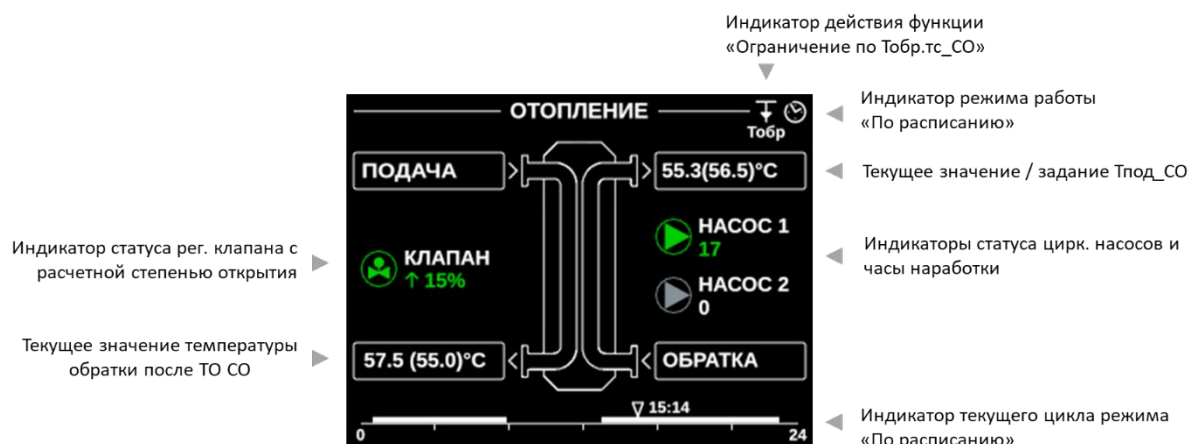 Индикатор действия функции
«Ограничение по Тобр.тс_СО»
ОТОПЛЕНИЕ
Тобр
Индикатор режима работы
«По расписанию»
ПОДАЧА
55.3(56.5)°C
Текущее значение / задание Тпод_СО
Индикатор статуса рег. клапана с
расчетной степенью открытия
КЛАПАН
↑ 15%
НАСОС 1
17
НАСОС 2
0
Индикаторы статуса цирк. насосов и
часы наработки
Текущее значение температуры
обратки после ТО СО
57.5 (55.0)°C
ОБРАТКА
15:14
0
24
Индикатор текущего цикла режима
«По расписанию»